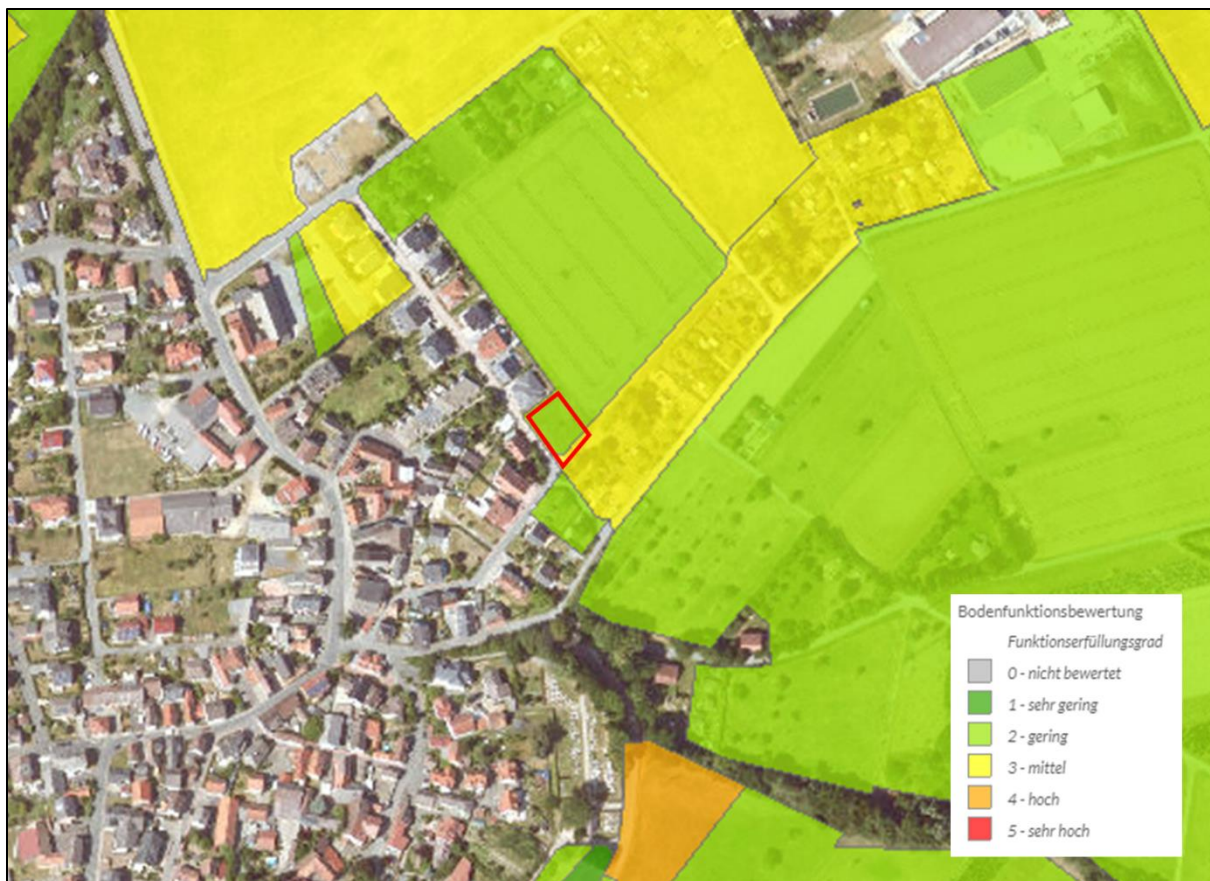 Bodenfunktionsbewertung
Funktionserfüllungsgrad
0 - nicht bewertet
1 - sehr gering
2 - gering
3 - mittel
4 - hoch
5 - sehr hoch